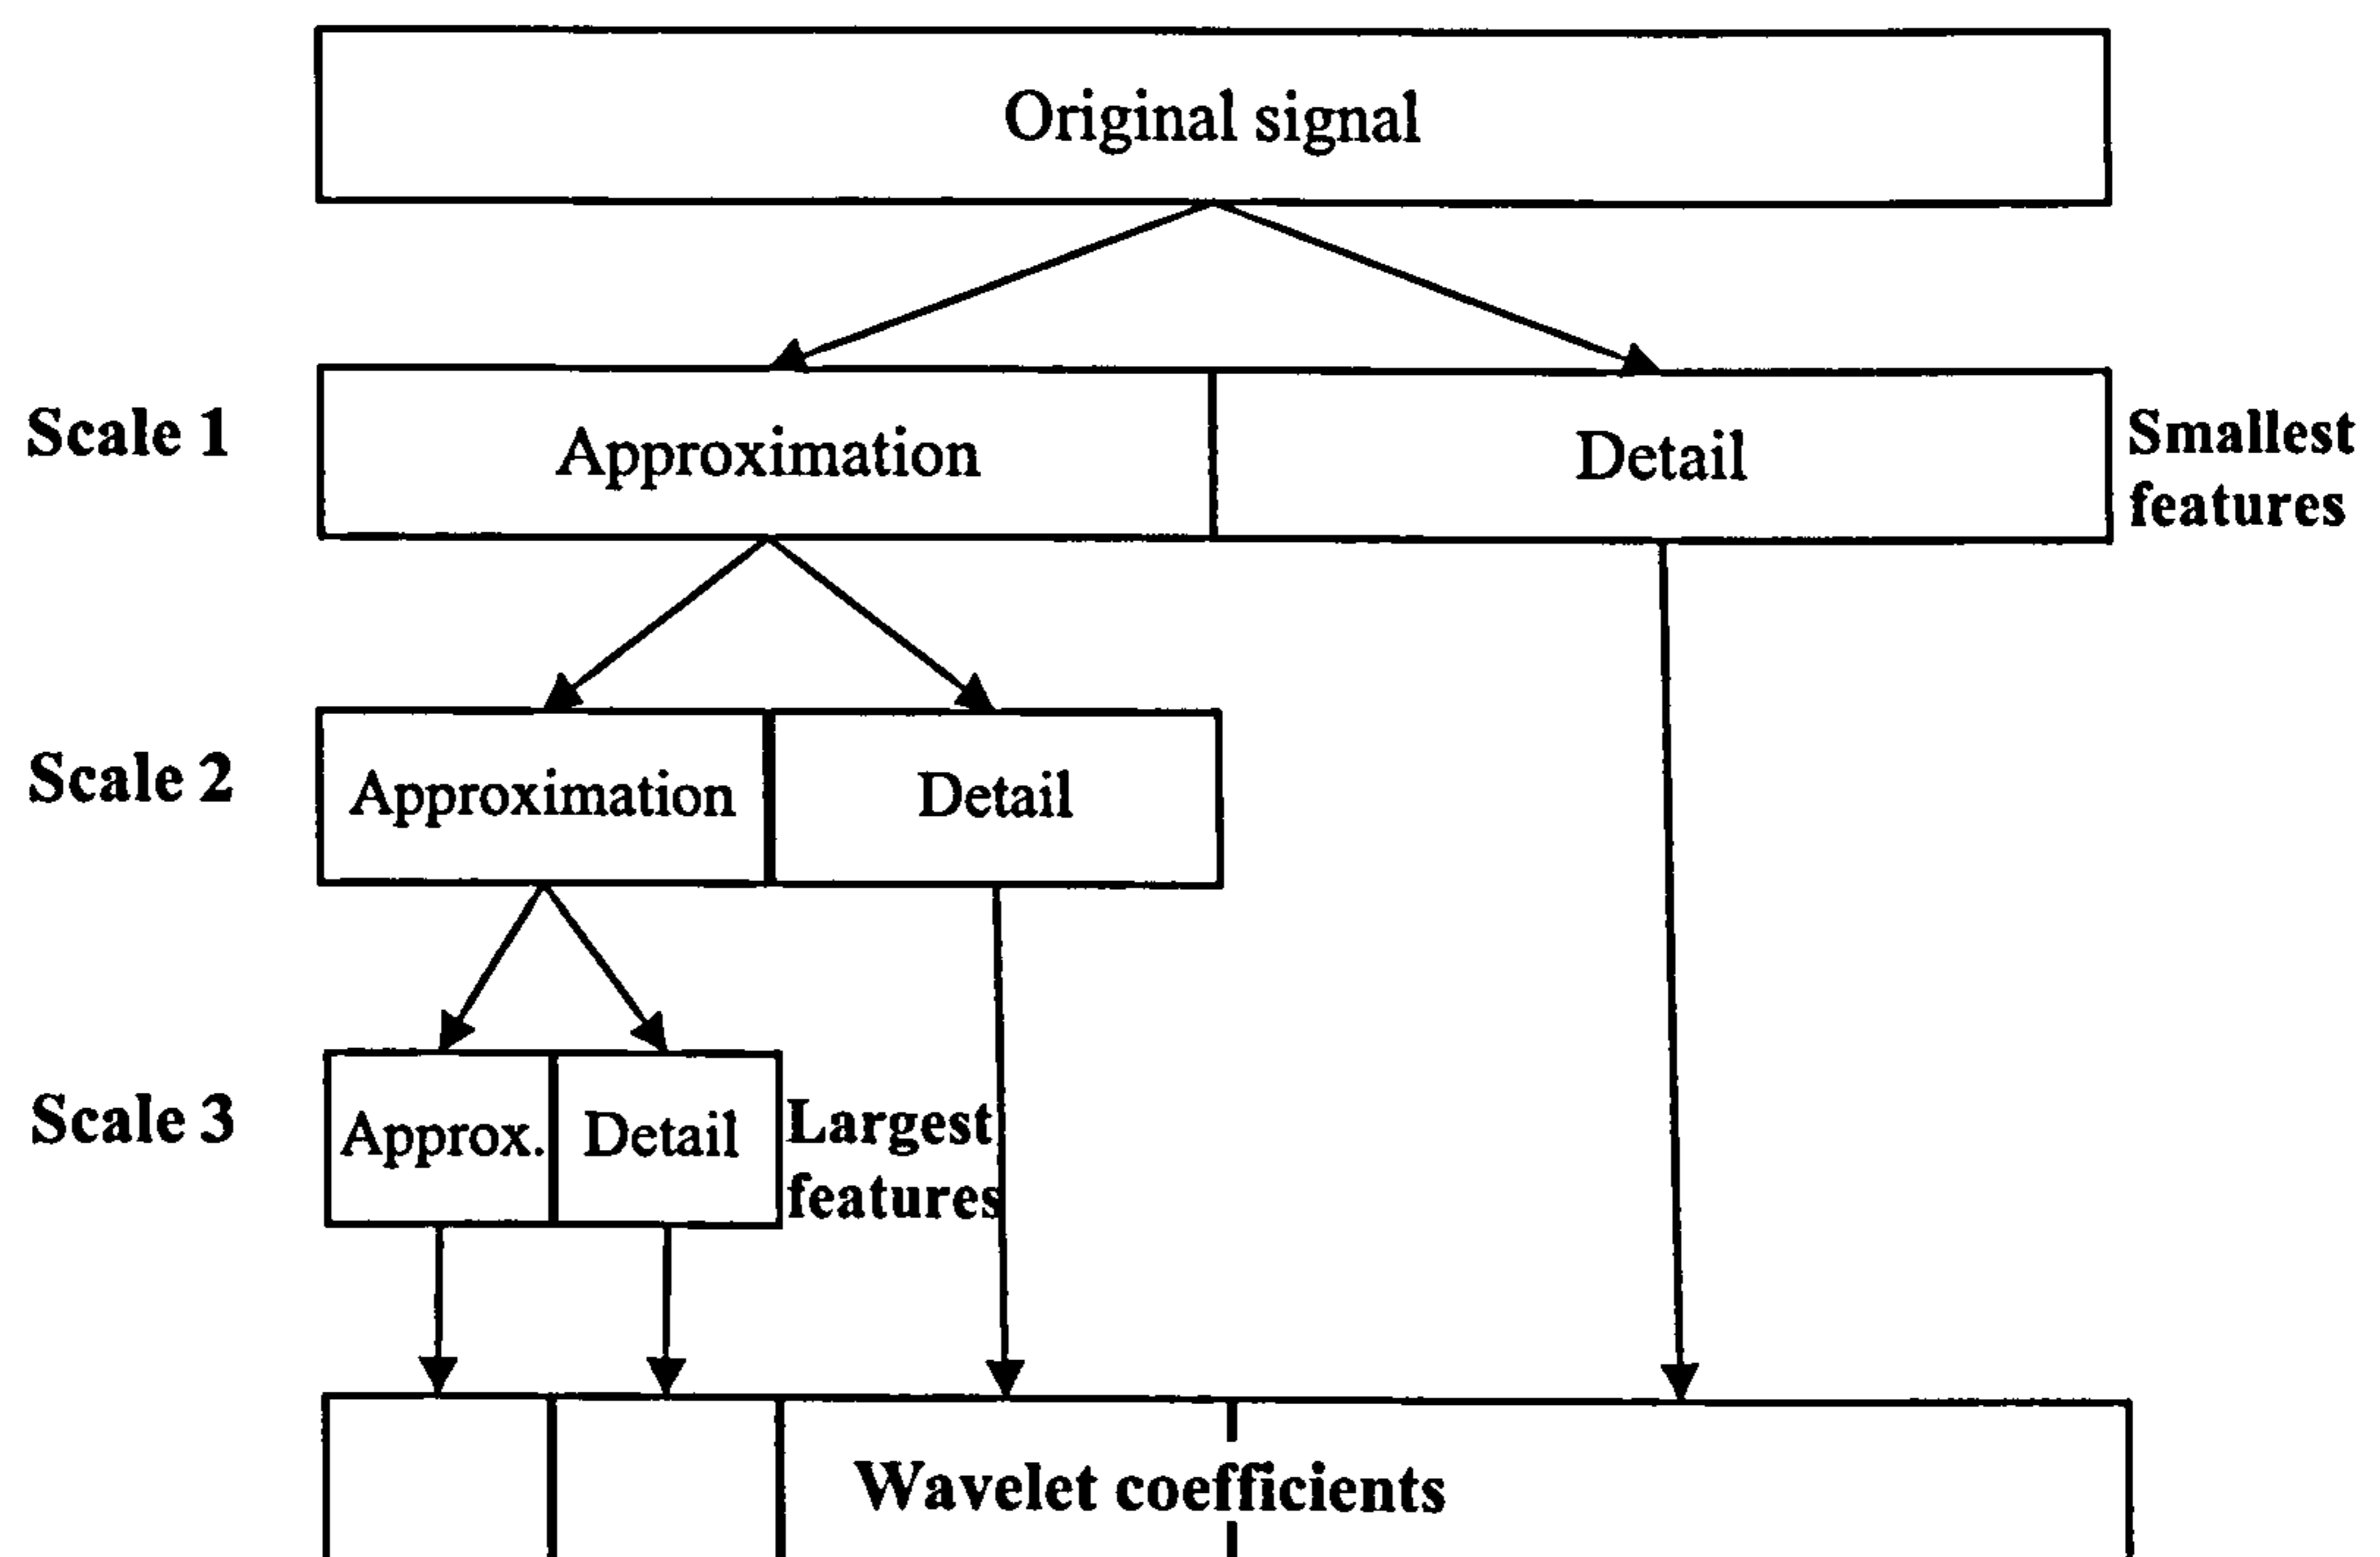 Original signal
Scale 1
Approximation
Detail
Smallest
features
Scale 2
Approximation
Detail
Scale 3
Approx.
Detail
Largest
features
Wavelet coefficients